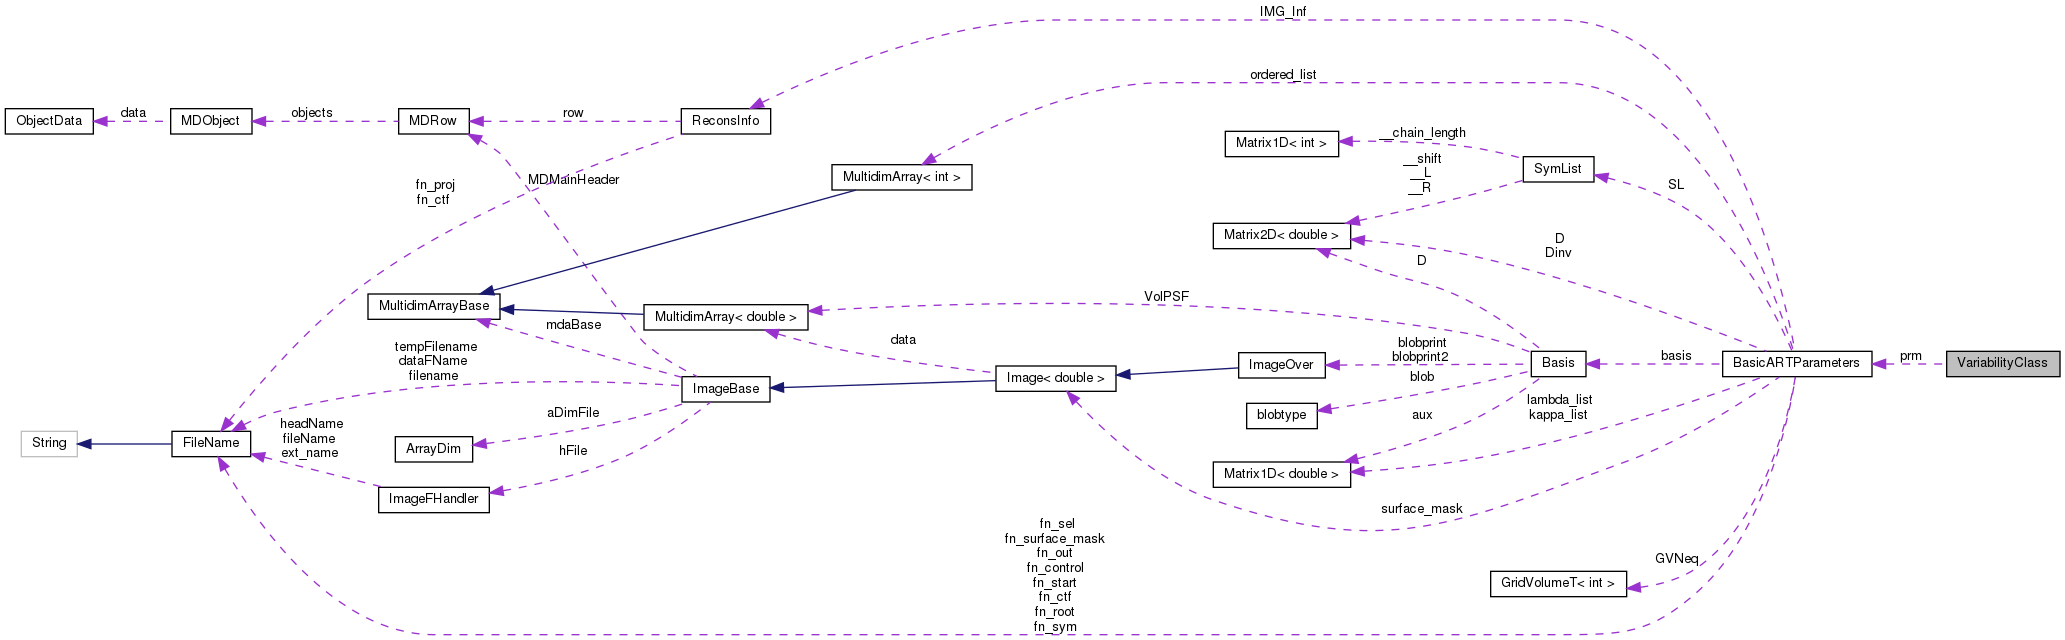 IMG_Inf
ordered_list
ObjectData
data
MDObject
objects
MDRow
row
ReconsInfo
Matrix1D< int >
__chain_length
SymList
__shift
__L
__R
SL
MultidimArray< int >
MDMainHeader
fn_proj
fn_ctf
Matrix2D< double >
D
Dinv
D
VolPSF
MultidimArrayBase
MultidimArray< double >
mdaBase
data
blobprint
blobprint2
tempFilename
dataFName
filename
ImageBase
Image< double >
ImageOver
Basis
basis
BasicARTParameters
prm
VariabilityClass
blob
blobtype
aux
lambda_list
kappa_list
aDimFile
headName
fileName
ext_name
String
FileName
ArrayDim
hFile
Matrix1D< double >
ImageFHandler
surface_mask
fn_sel
fn_surface_mask
fn_out
fn_control
fn_start
fn_ctf
fn_root
fn_sym
GVNeq
GridVolumeT< int >